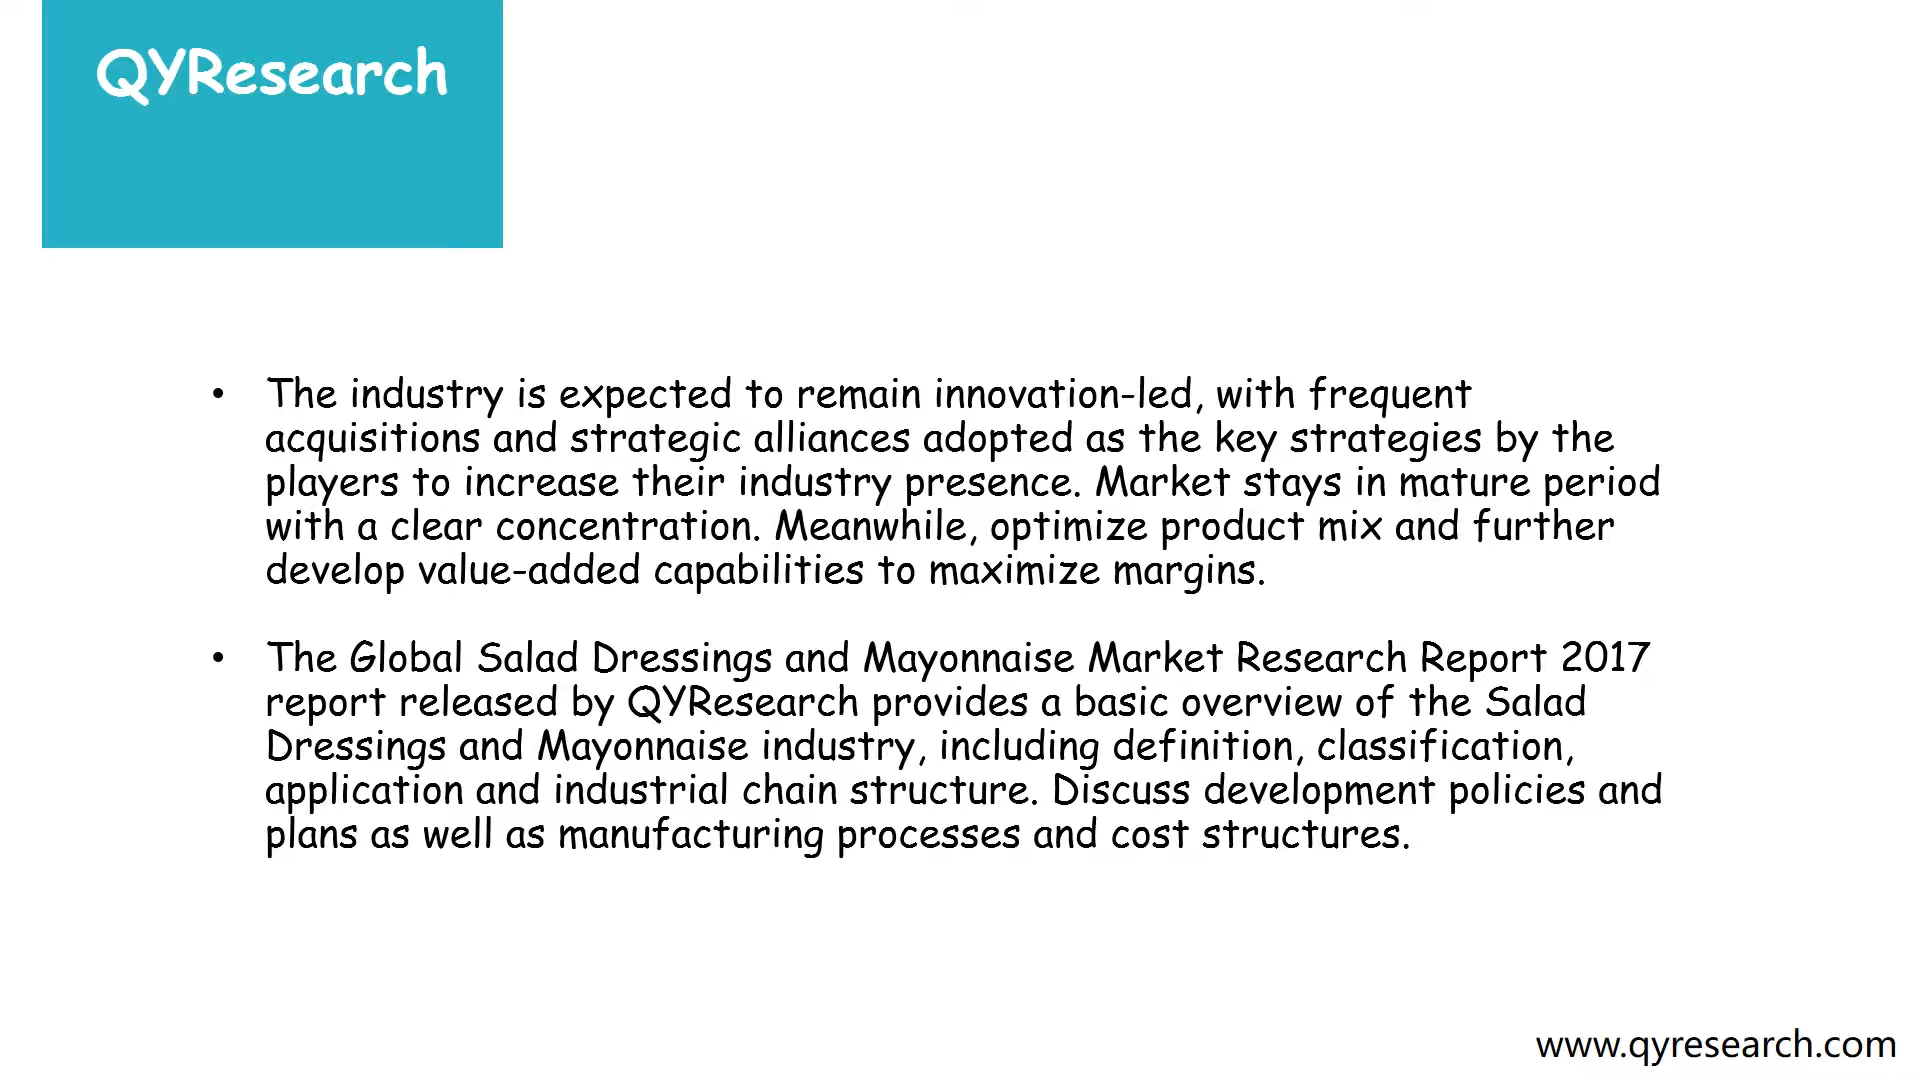 QYResearch
• The industry is expected to remain innovation-led, with frequent
acquisitions and strategic alliances adopted as the key strategies by the
players to increase their industry presence. Market stays in mature period
with a clear concentration. Meanwhile, optimize product mix and further
develop value-added capabilities to maximize margins.
• The Global Salad Dressings and Mayonnaise Market Research Report 2017
report released by QYResearch provides a basic overview of the Salad
Dressings and Mayonnaise industry, including definition, classification,
application and industrial chain structure. Discuss development policies and
plans as well as manufacturing processes and cost structures.
www.qyresearch.com